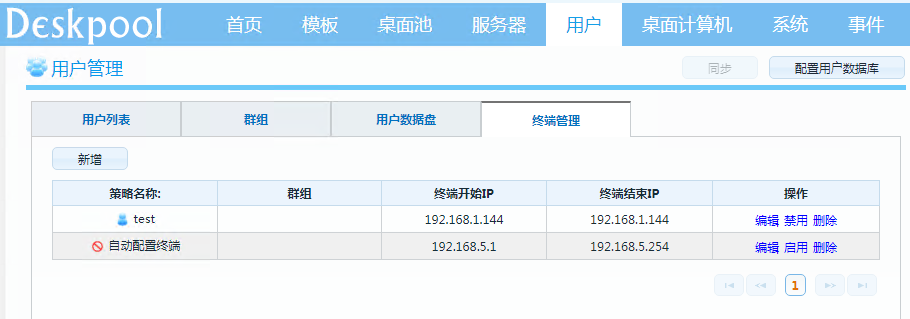 Deskpool 首页 模板 桌面池 服务器 用户 桌面计算机 系统 事件
用户管理 同步 配置用户数据库
用户列表 群组 用户数据盘 终端管理
新增
策略名称: 群组 终端开始IP 终端结束IP 操作
test 192.168.1.144 192.168.1.144 编辑 禁用 删除
自动配置终端 192.168.5.1 192.168.5.254 编辑 启用 删除
1